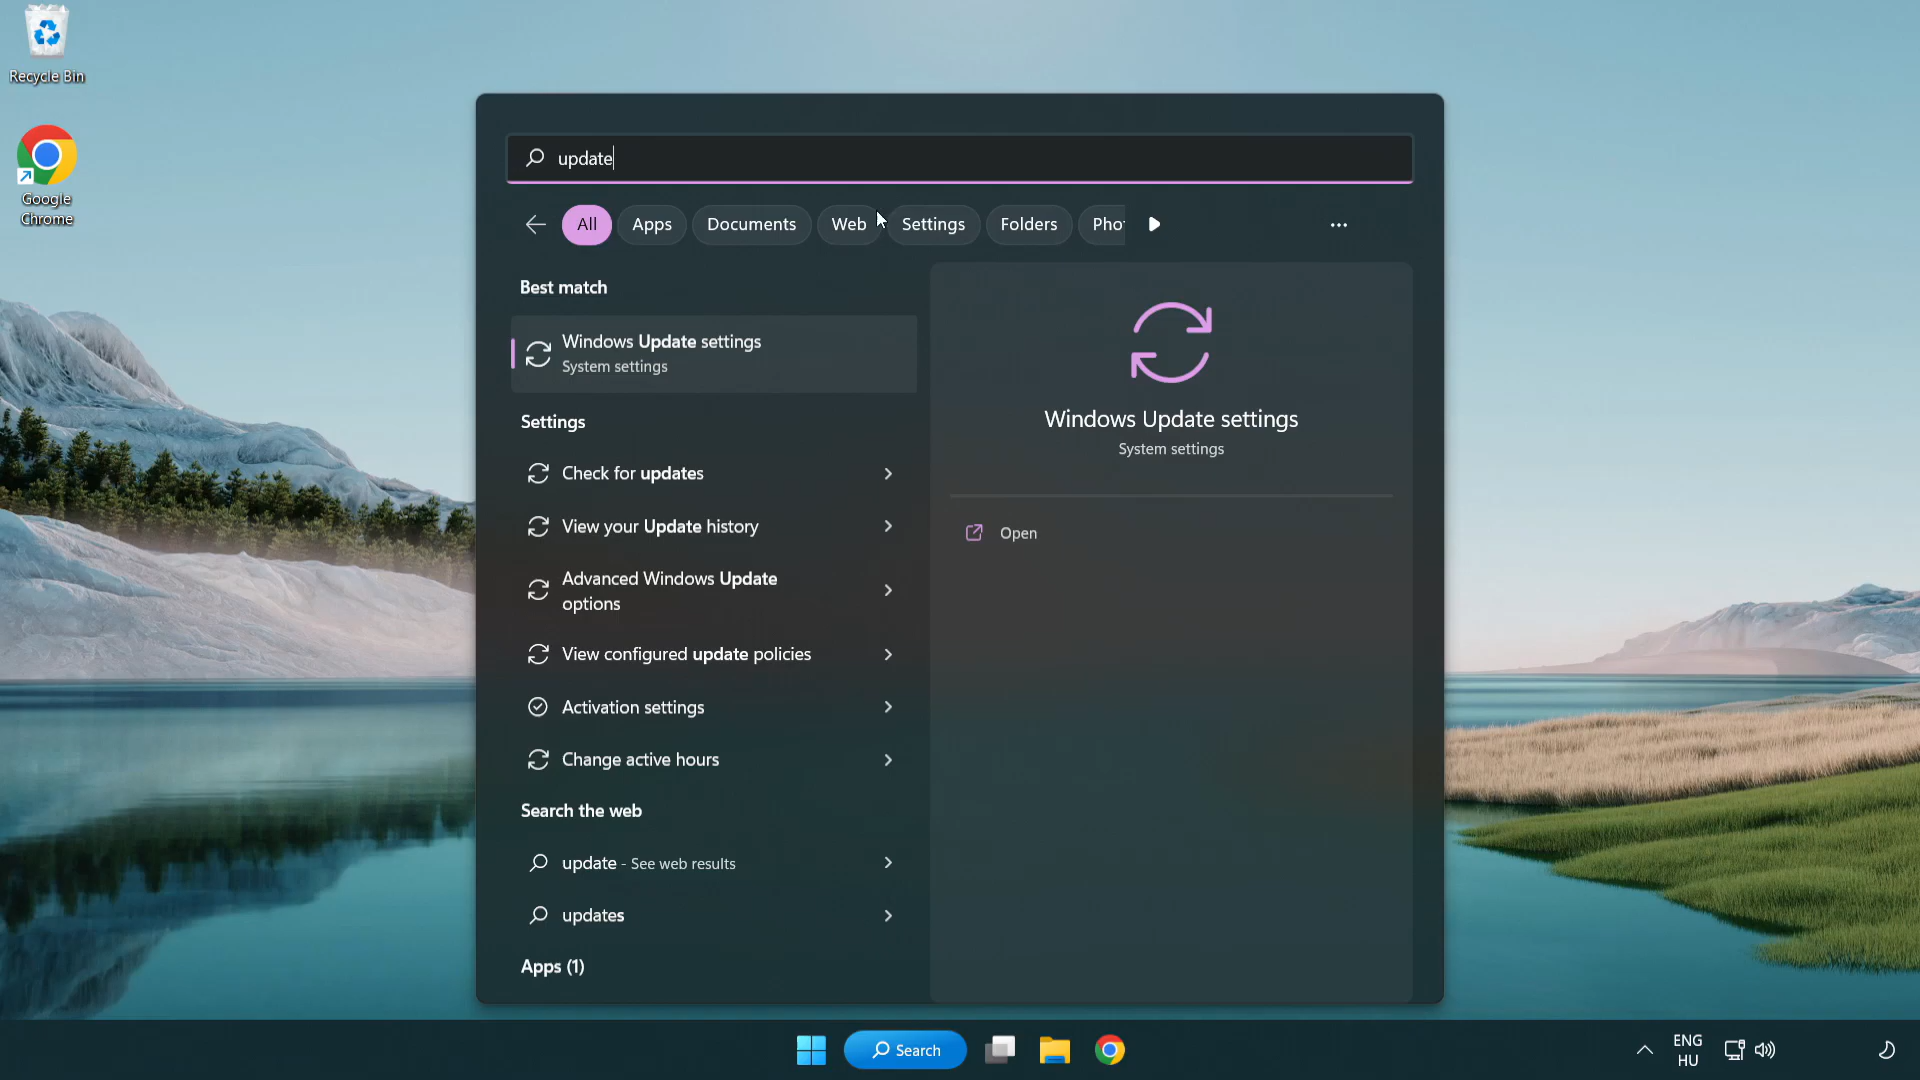 Recycle Bin
Google
Chrome
update
All
Apps
Documents
Web
Settings
Folders
Pho
Best match
Windows Update settings
System settings
Settings
Check for updates
View your Update history
Advanced Windows Update
options
View configured update policies
Activation settings
Change active hours
Search the web
update - See web results
updates
Apps (1)
Windows Update settings
System settings
Open
Search
ENG
HU